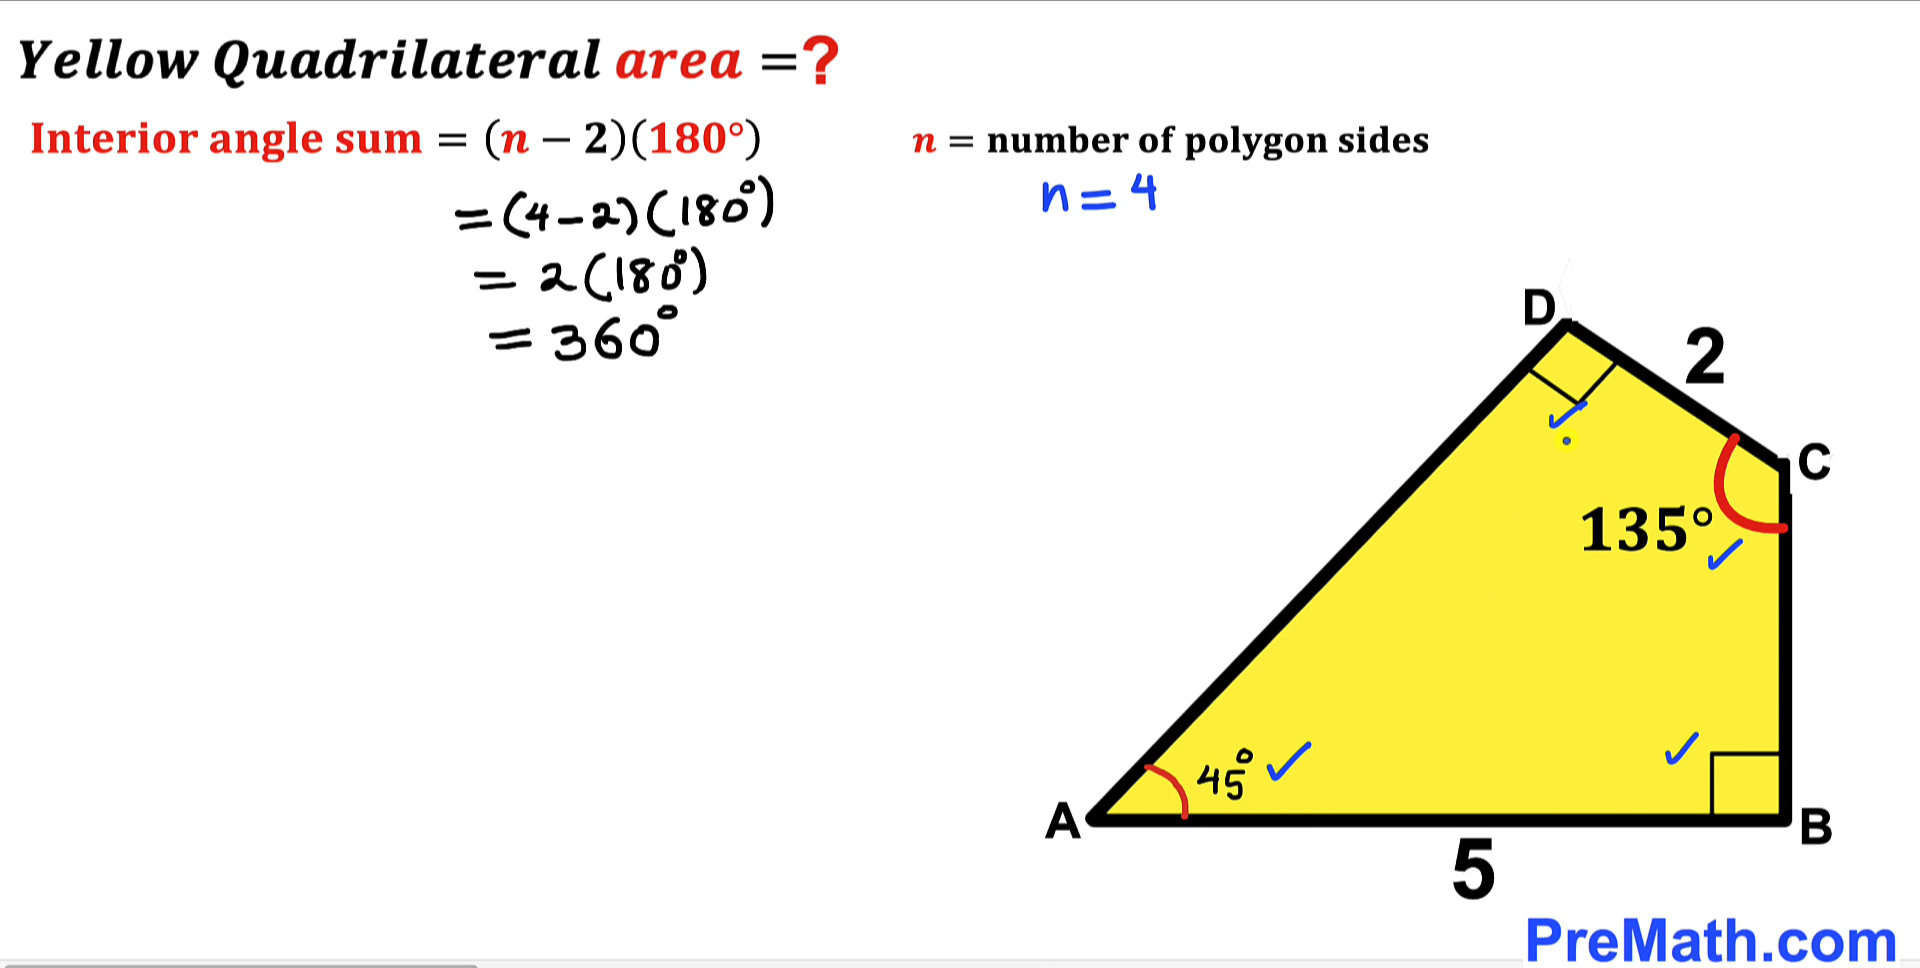 Yellow Quadrilateral area =?
Interior angle sum = (n − 2)(180°)
n = number of polygon sides
= (4-2)(180°)
n = 4
= 2(180°)
= 360°
D
2
C
135°
45°
A
B
5
PreMath.com